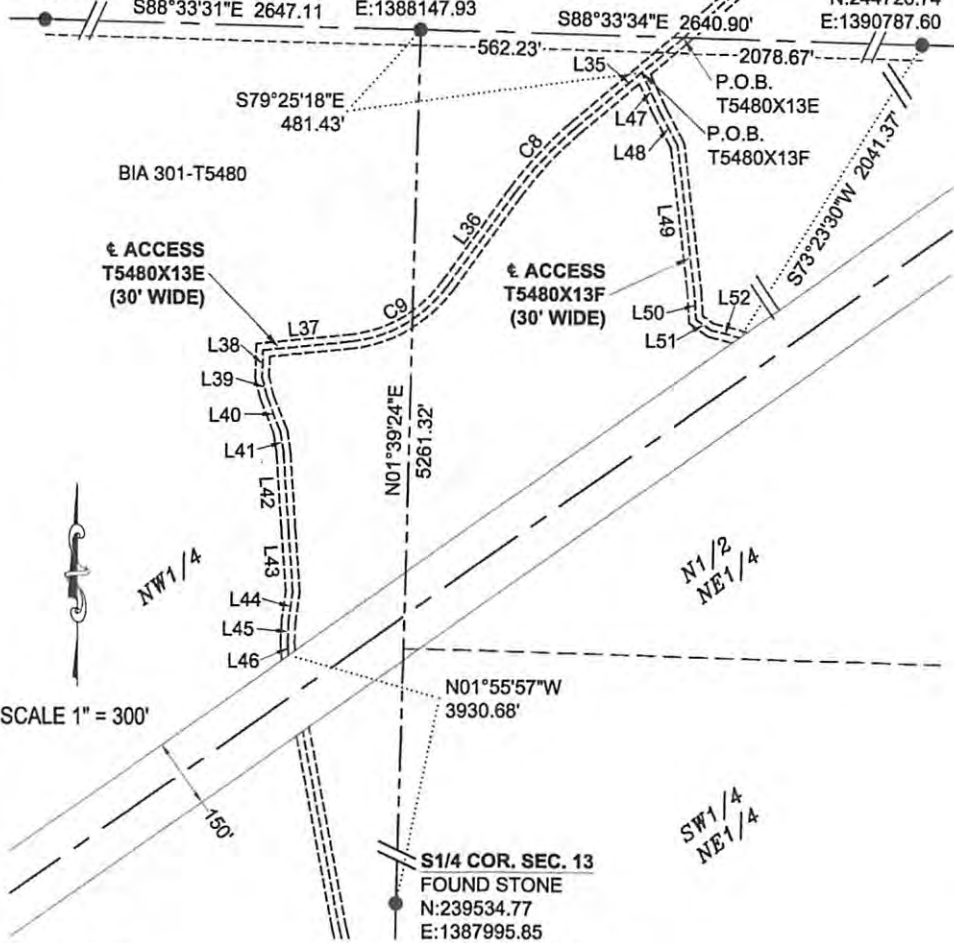 S88°33'31"E 2647.11
E:1388147.93
S88°33'34"E 2640.90'
E:1390787.60
562.23'
2078.67'
L35
S79°25'18"E
481.43'
P.O.B.
T5480X13E
L47
P.O.B.
T5480X13F
L48
C8
S73°23'30"W 2041.37'
BIA 301-T5480
L36
L49
℄ ACCESS
T5480X13E
(30' WIDE)
℄ ACCESS
T5480X13F
(30' WIDE)
C9
L37
L50
L52
L51
L38
L39
L40
L41
N01°39'24"E
5261.32'
L42
L43
NW1/4
N1/2
NE1/4
L44
L45
L46
N01°55'57"W
3930.68'
SCALE 1" = 300'
150'
SW1/4
NE1/4
S1/4 COR. SEC. 13
FOUND STONE
N:239534.77
E:1387995.85